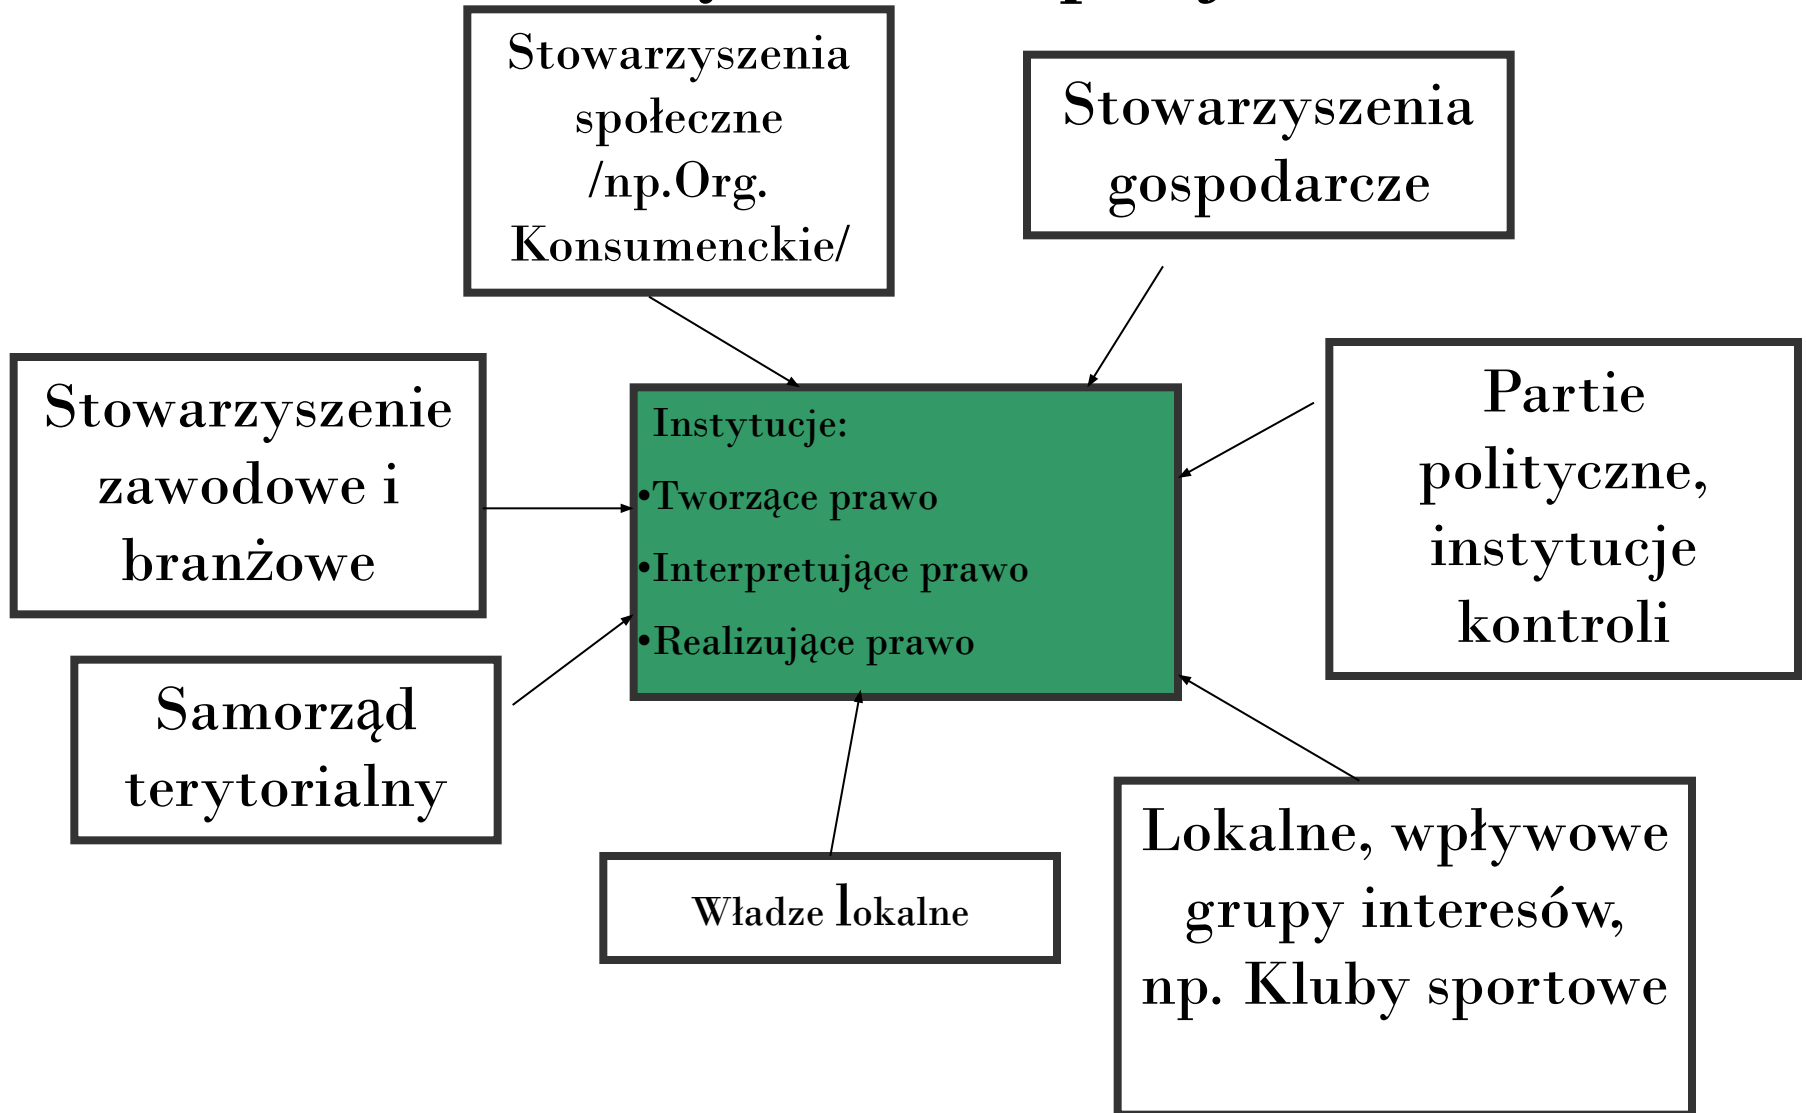 Stowarzyszenia
społeczne
/np.Org.
Konsumenckie/
Stowarzyszenia
gospodarcze
Stowarzyszenie
zawodowe i
branżowe
Instytucje:
•Tworzące prawo
•Interpretujące prawo
•Realizujące prawo
Partie
polityczne,
instytucje
kontroli
Samorząd
terytorialny
Władze lokalne
Lokalne, wpływowe
grupy interesów,
np. Kluby sportowe